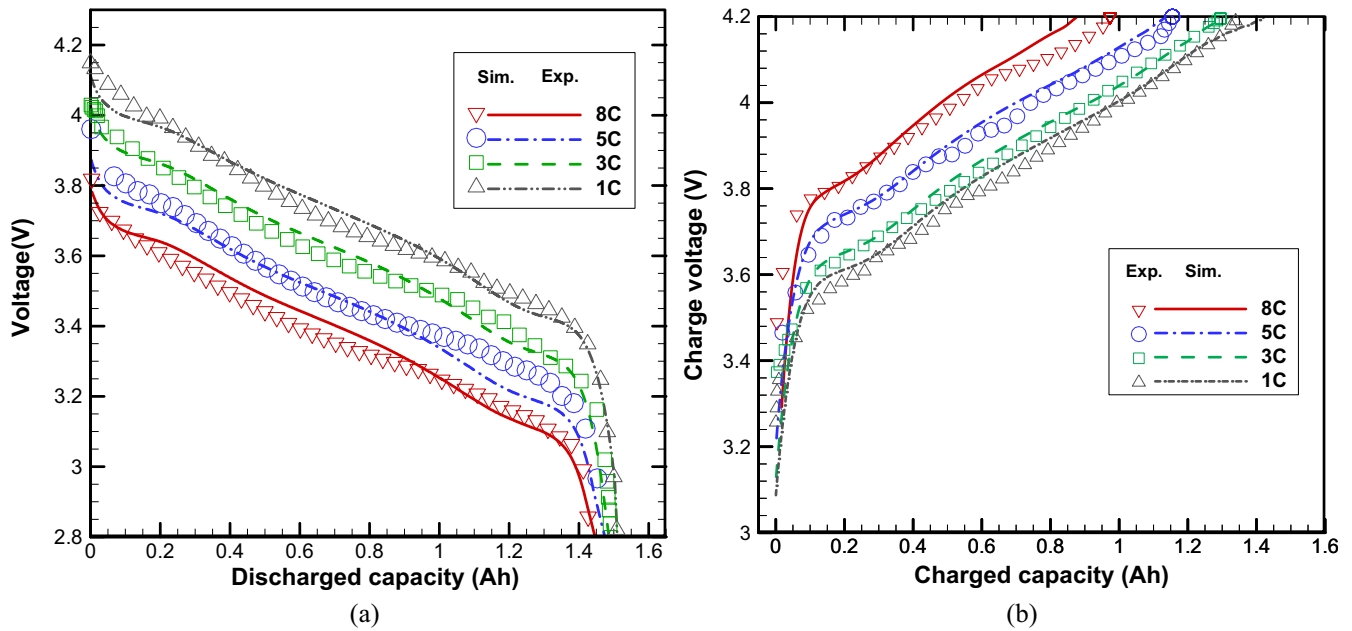 4.2
4
3.8
3.6
3.4
3.2
3
2.8
Voltage(V)
0 0.2 0.4 0.6 0.8 1 1.2 1.4 1.6
Discharged capacity (Ah)
Sim. Exp.
8C
5C
3C
1C
(a)
4.2
4
3.8
3.6
3.4
3.2
3
Charge voltage (V)
0 0.2 0.4 0.6 0.8 1 1.2 1.4 1.6
Charged capacity (Ah)
Exp. Sim.
8C
5C
3C
1C
(b)